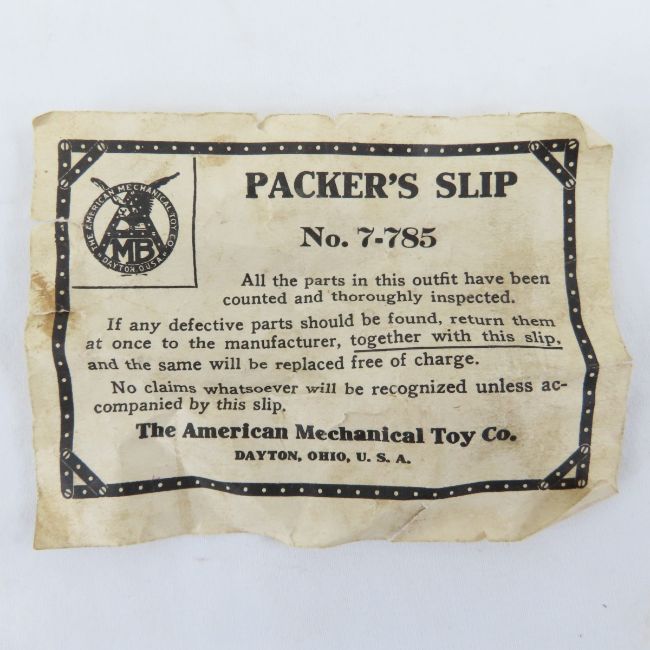 THE AMERICAN MECHANICAL TOY CO.
MB
DAYTON, O. U.S.A.
PACKER'S SLIP
No. 7-785
All the parts in this outfit have been
counted and thoroughly inspected.
If any defective parts should be found, return them
at once to the manufacturer, together with this slip,
and the same will be replaced free of charge.
No claims whatsoever will be recognized unless ac-
companied by this slip.
The American Mechanical Toy Co.
DAYTON, OHIO, U. S. A.